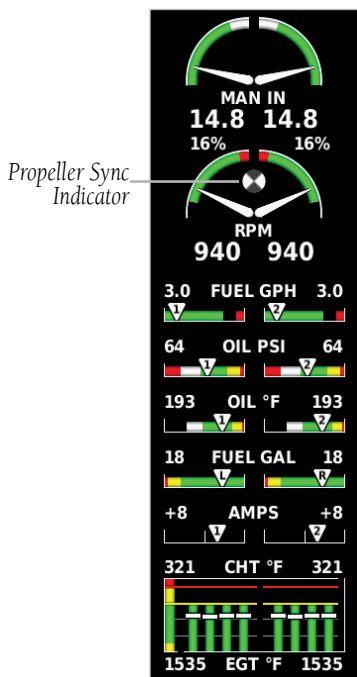 MAN IN
14.8 14.8
16% 16%
Propeller Sync
Indicator
RPM
940 940
3.0 FUEL GPH 3.0
1 2
64 OIL PSI 64
1 2
193 OIL °F 193
1 2
18 FUEL GAL 18
L R
+8 AMPS +8
1 2
321 CHT °F 321
1535 EGT °F 1535